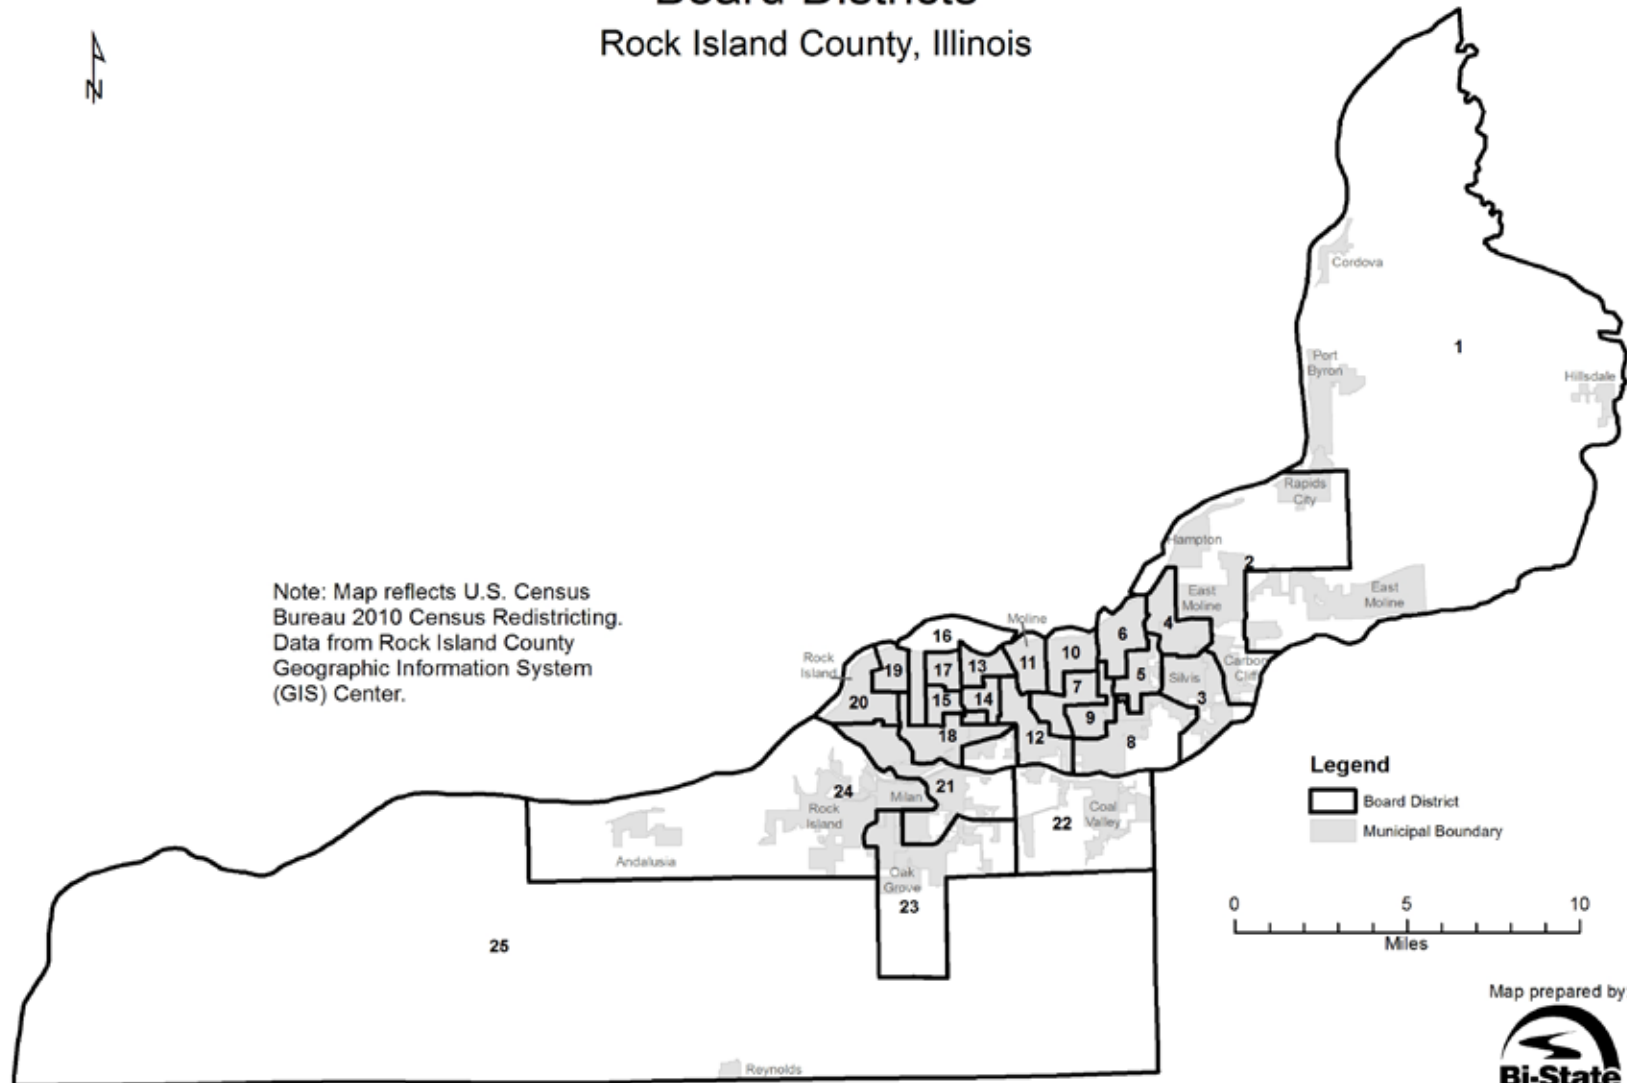 Board Districts
Rock Island County, Illinois
N
Cordova
1
Port
Byron
Hillsdale
Rapids
City
Hampton
2
East
Moline
East
Moline
Note: Map reflects U.S. Census
Bureau 2010 Census Redistricting.
Data from Rock Island County
Geographic Information System
(GIS) Center.
Moline
4
6
16
10
11
13
17
19
Rock
Island
Carbon
Cliff
5
Silvis
7
3
14
15
20
9
18
12
8
Legend
Board District
Municipal Boundary
24
21
Milan
Rock
Island
22
Coal
Valley
Andalusia
Oak
Grove
23
0 5 10
Miles
25
Map prepared by:
Bi-State
Reynolds